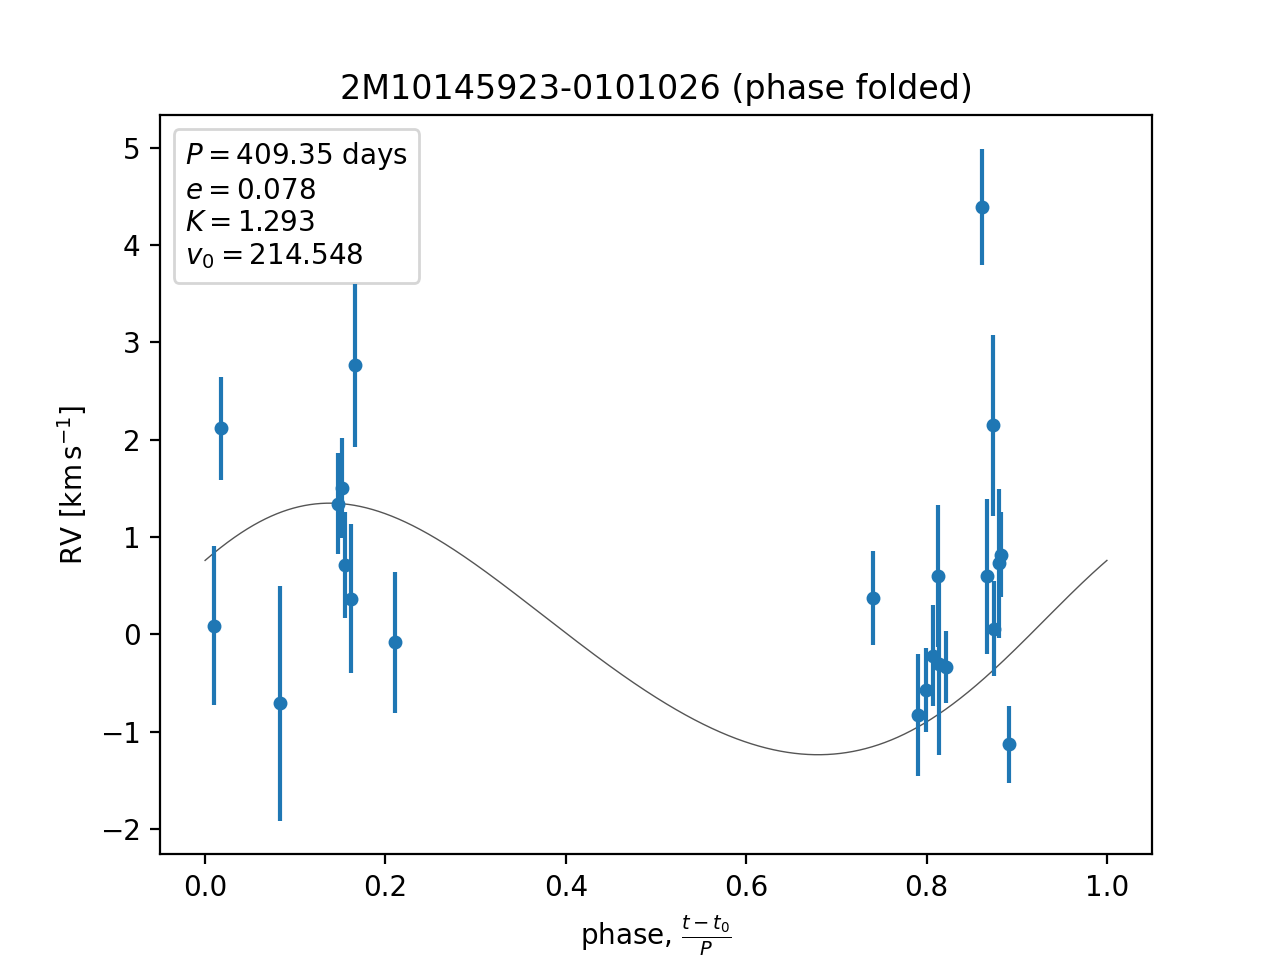 2M10145923-0101026 (phase folded)
P = 409.35 days
e = 0.078
K = 1.293
v₀ = 214.548
RV [km s⁻¹]
5
4
3
2
1
0
−1
−2
0.0 0.2 0.4 0.6 0.8 1.0
phase, (t − t₀)/P